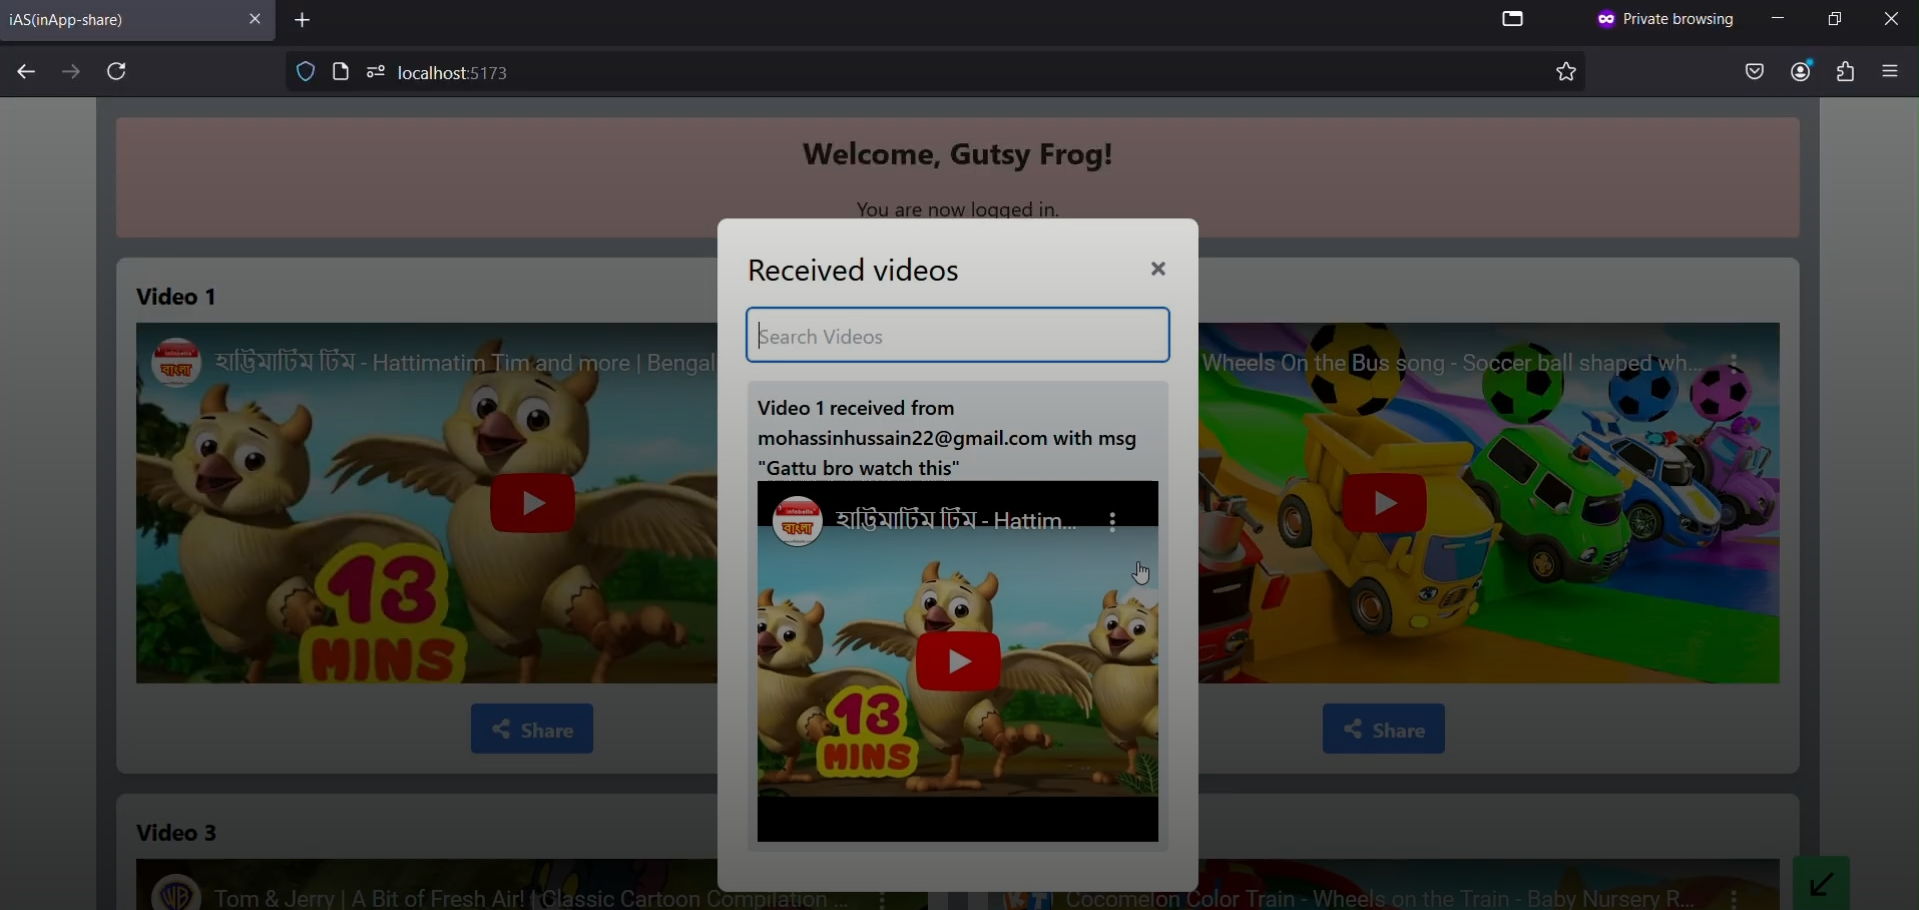 iAS(inApp-share)
Private browsing
localhost:5173
Welcome, Gutsy Frog!
You are now logged in.
Received videos
Search Videos
Video 1 received from
mohassinhussain22@gmail.com with msg
"Gattu bro watch this"
হাট্টিমাটিম টিম - Hattim...
13
MINS
Video 1
হাট্টিমাটিম টিম - Hattimatim Tim and more | Bengal
13
MINS
Share
Wheels On the Bus song - Soccer ball shaped wh...
Share
Video 3
Tom & Jerry | A Bit of Fresh Air! | Classic Cartoon Compilation ...
Cocomelon Color Train - Wheels on the Train - Baby Nursery R...